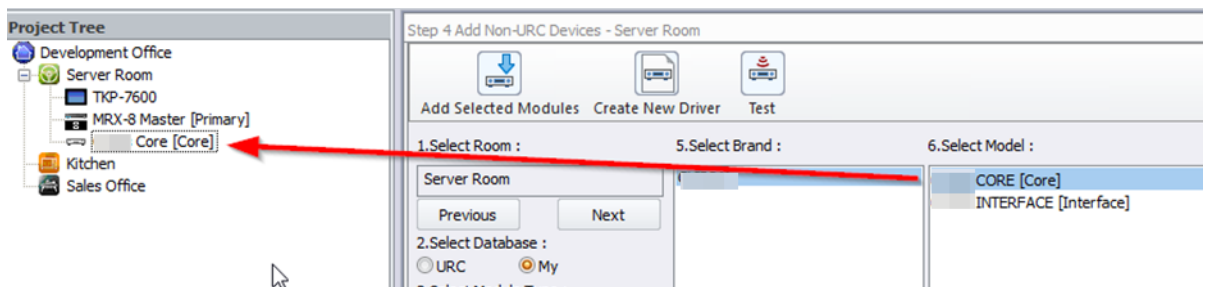 Project Tree
Development Office
Server Room
TKP-7600
MRX-8 Master [Primary]
Core [Core]
Kitchen
Sales Office
Step 4 Add Non-URC Devices - Server Room
Add Selected Modules Create New Driver Test
1.Select Room :
Server Room
Previous Next
2.Select Database :
URC My
5.Select Brand :
6.Select Model :
CORE [Core]
INTERFACE [Interface]